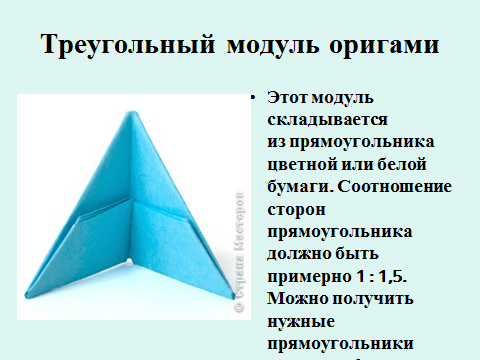 Треугольный модуль оригами
• Этот модуль
складывается
из прямоугольника
цветной или белой
бумаги. Соотношение
сторон
прямоугольника
должно быть
примерно 1 : 1,5.
Можно получить
нужные
прямоугольники
© Страна Мастеров